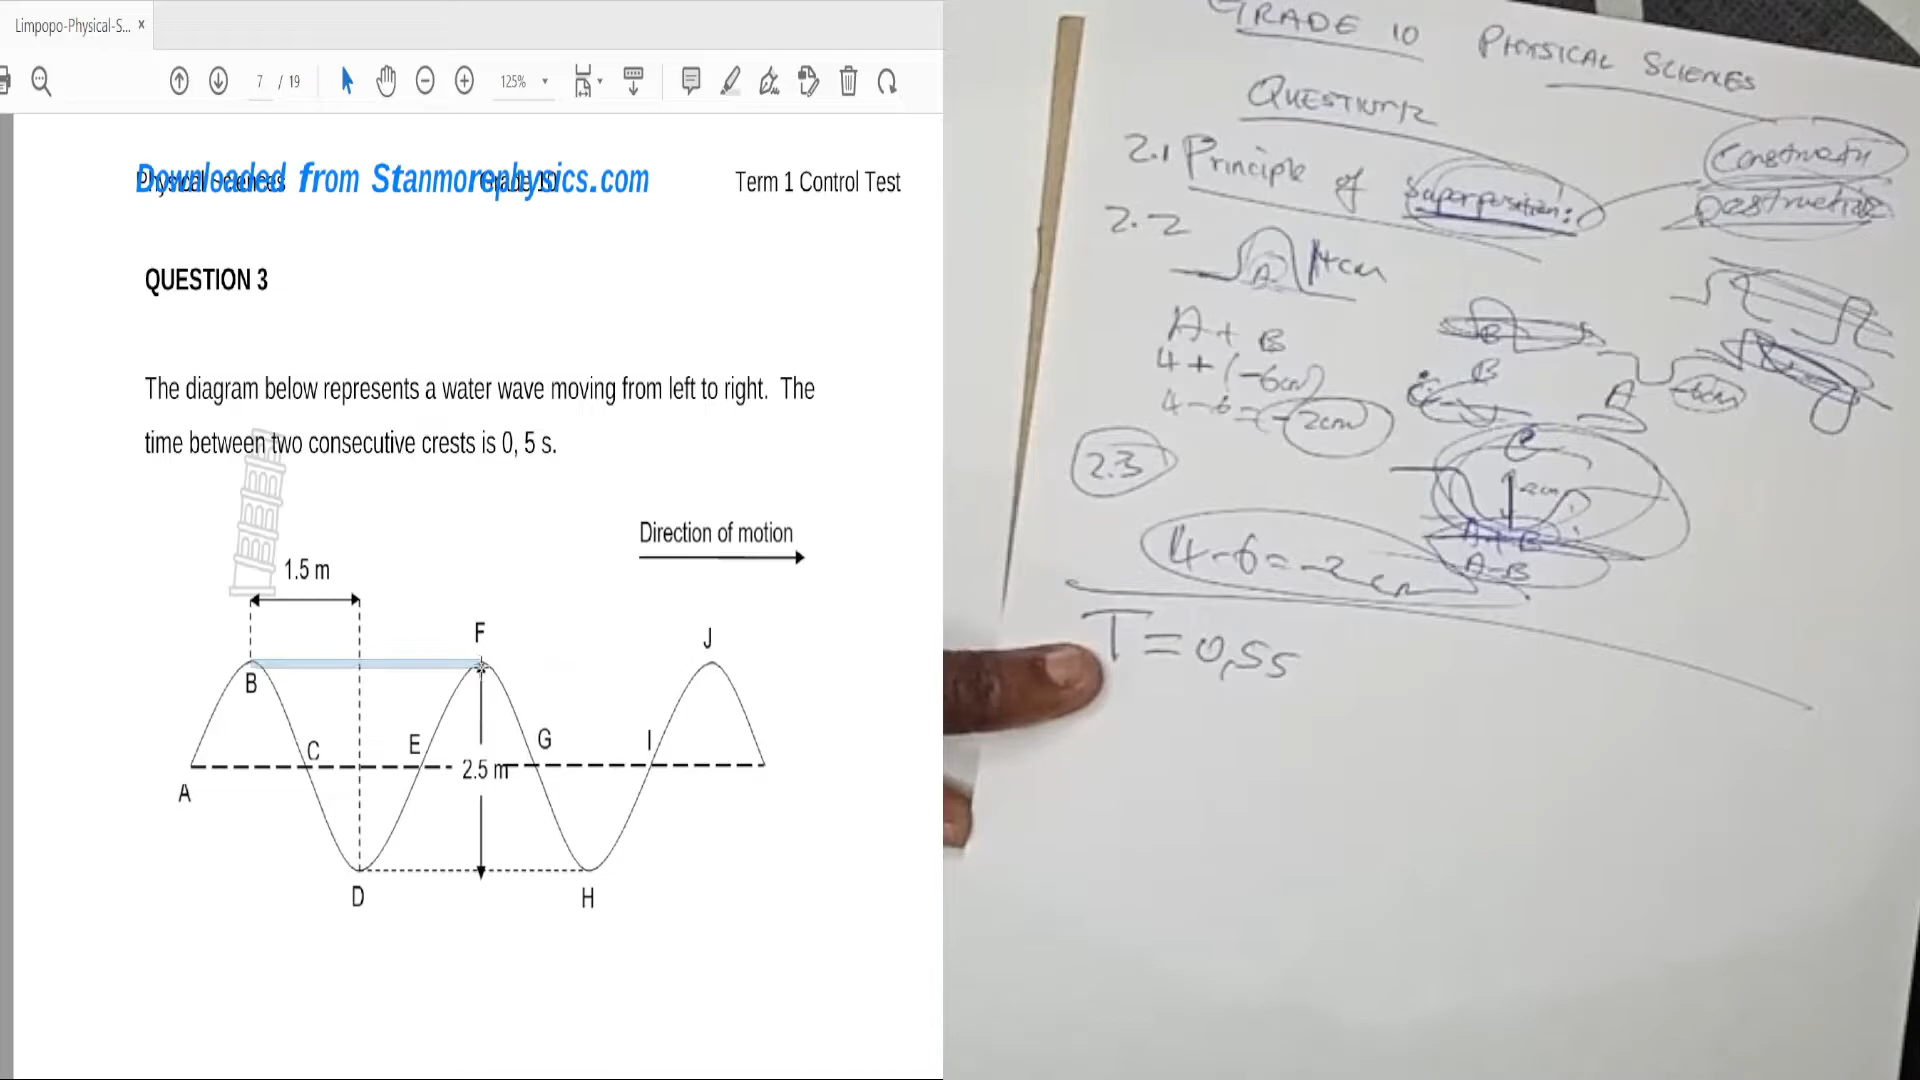 Limpopo-Physical-S... ×
7 / 19
125%
Downloaded from Stanmorephysics.com
Physical Sciences Grade 10 Term 1 Control Test
QUESTION 3
The diagram below represents a water wave moving from left to right. The
time between two consecutive crests is 0, 5 s.
Direction of motion
1.5 m
F
J
B
C
E
G
I
2.5 m
A
D
H
GRADE 10 PHYSICAL SCIENCES
QUESTION 2
2.1 Principle of superposition:
Destructive
2.2
A
4cm
A + B
B
4 + (-6cm)
B
A
-6cm
4 - 6 = -2cm
2.3
2cm
A + B
4 - 6 = -2cm
A-B
T = 0,5s